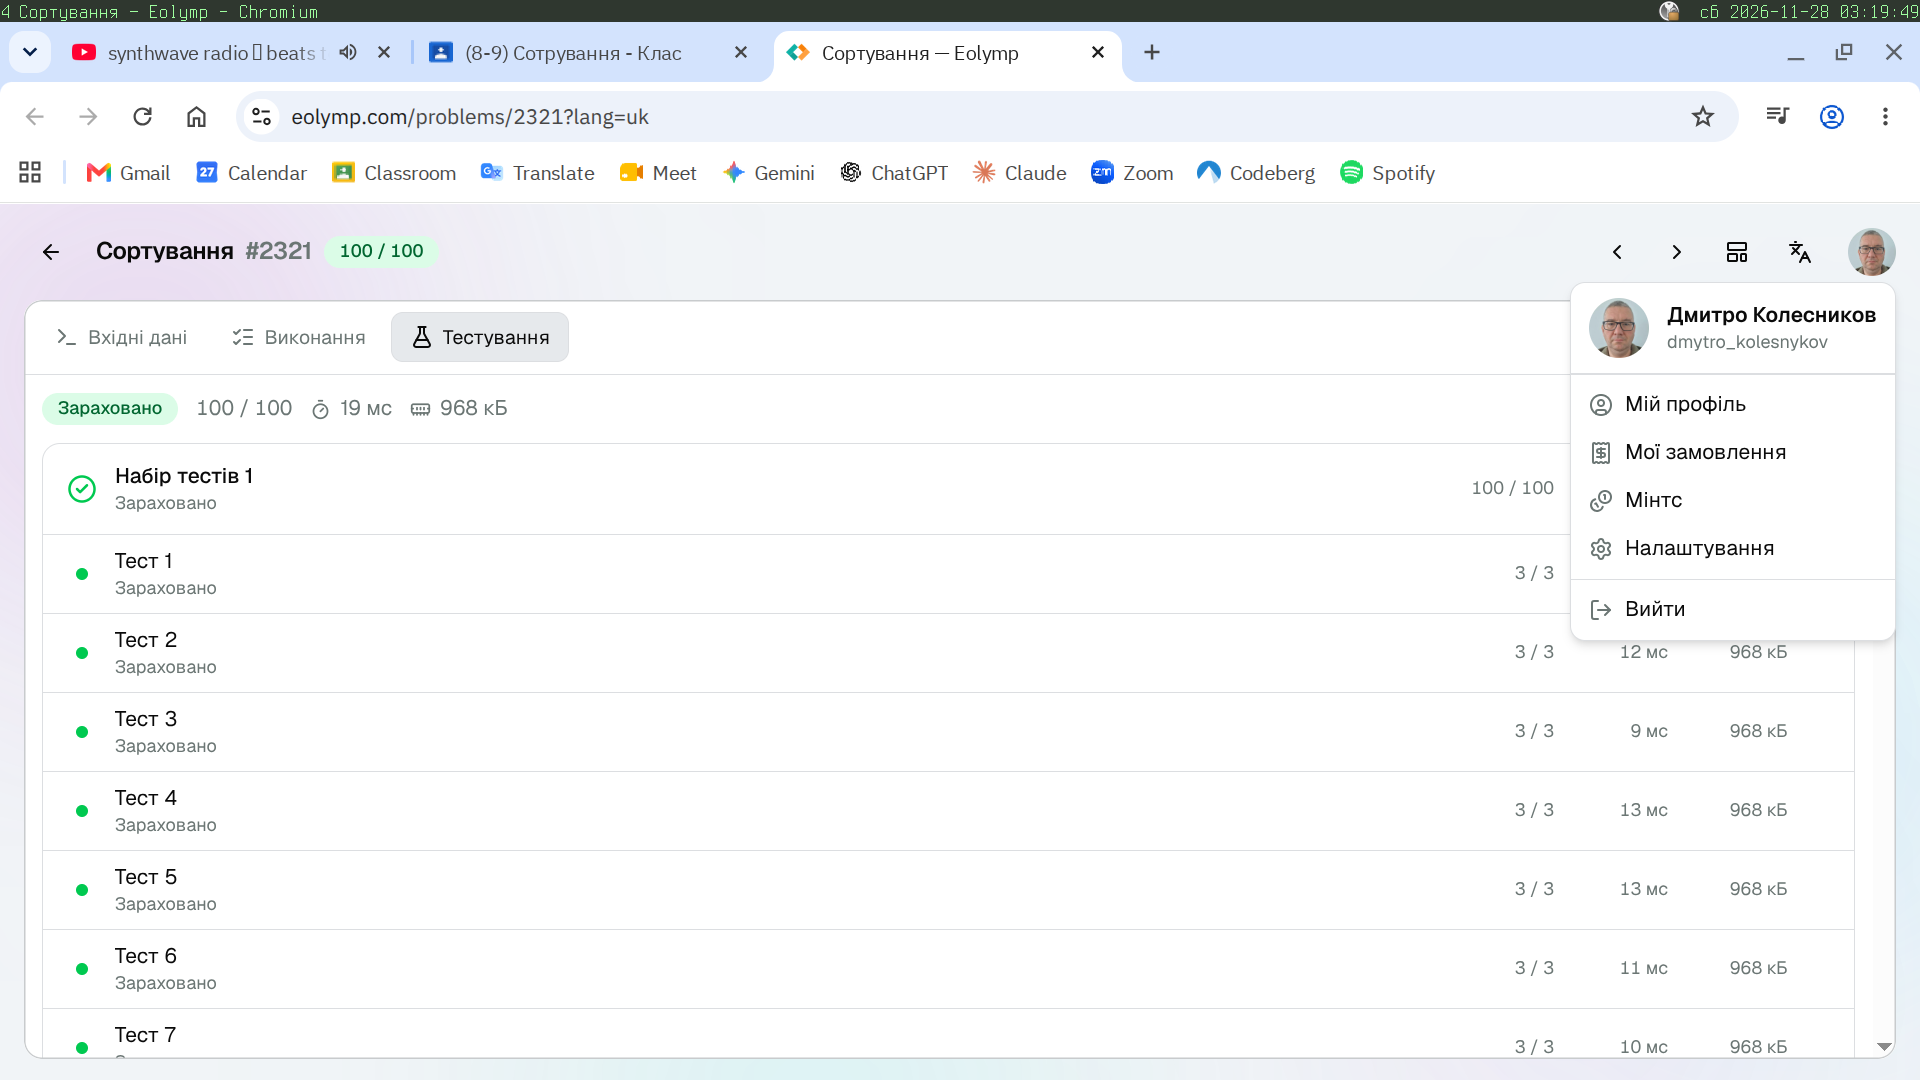 4 Сортування — Eolymp - Chromium
сб 2026-11-28 03:19:49
synthwave radio beats t
(8-9) Сотрування - Клас
Сортування — Eolymp
eolymp.com/problems/2321?lang=uk
Gmail
Calendar
Classroom
Translate
Meet
Gemini
ChatGPT
Claude
Zoom
Codeberg
Spotify
Сортування #2321 100 / 100
Вхідні дані
Виконання
Тестування
Дмитро Колесников
dmytro_kolesnykov
Мій профіль
Мої замовлення
Мінтс
Налаштування
Вийти
Зараховано 100 / 100 19 мс 968 кБ
Набір тестів 1
Зараховано
100 / 100
Тест 1
Зараховано
3 / 3
Тест 2
Зараховано
3 / 3 12 мс 968 кБ
Тест 3
Зараховано
3 / 3 9 мс 968 кБ
Тест 4
Зараховано
3 / 3 13 мс 968 кБ
Тест 5
Зараховано
3 / 3 13 мс 968 кБ
Тест 6
Зараховано
3 / 3 11 мс 968 кБ
Тест 7
3 / 3 10 мс 968 кБ